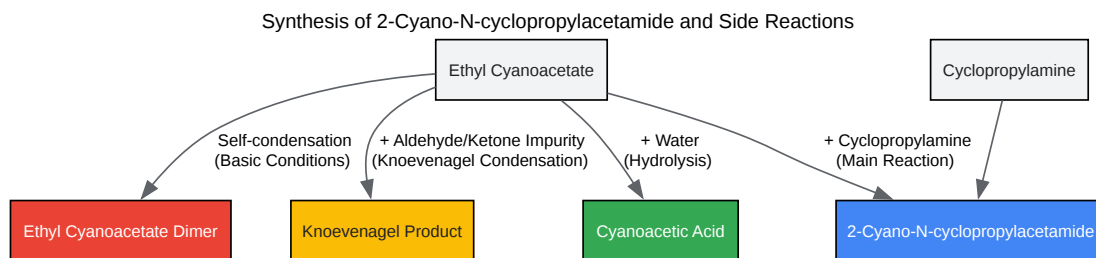 Synthesis of 2-Cyano-N-cyclopropylacetamide and Side Reactions
Ethyl Cyanoacetate
Cyclopropylamine
Self-condensation
(Basic Conditions)
+ Aldehyde/Ketone Impurity
(Knoevenagel Condensation)
+ Water
(Hydrolysis)
+ Cyclopropylamine
(Main Reaction)
Ethyl Cyanoacetate Dimer
Knoevenagel Product
Cyanoacetic Acid
2-Cyano-N-cyclopropylacetamide